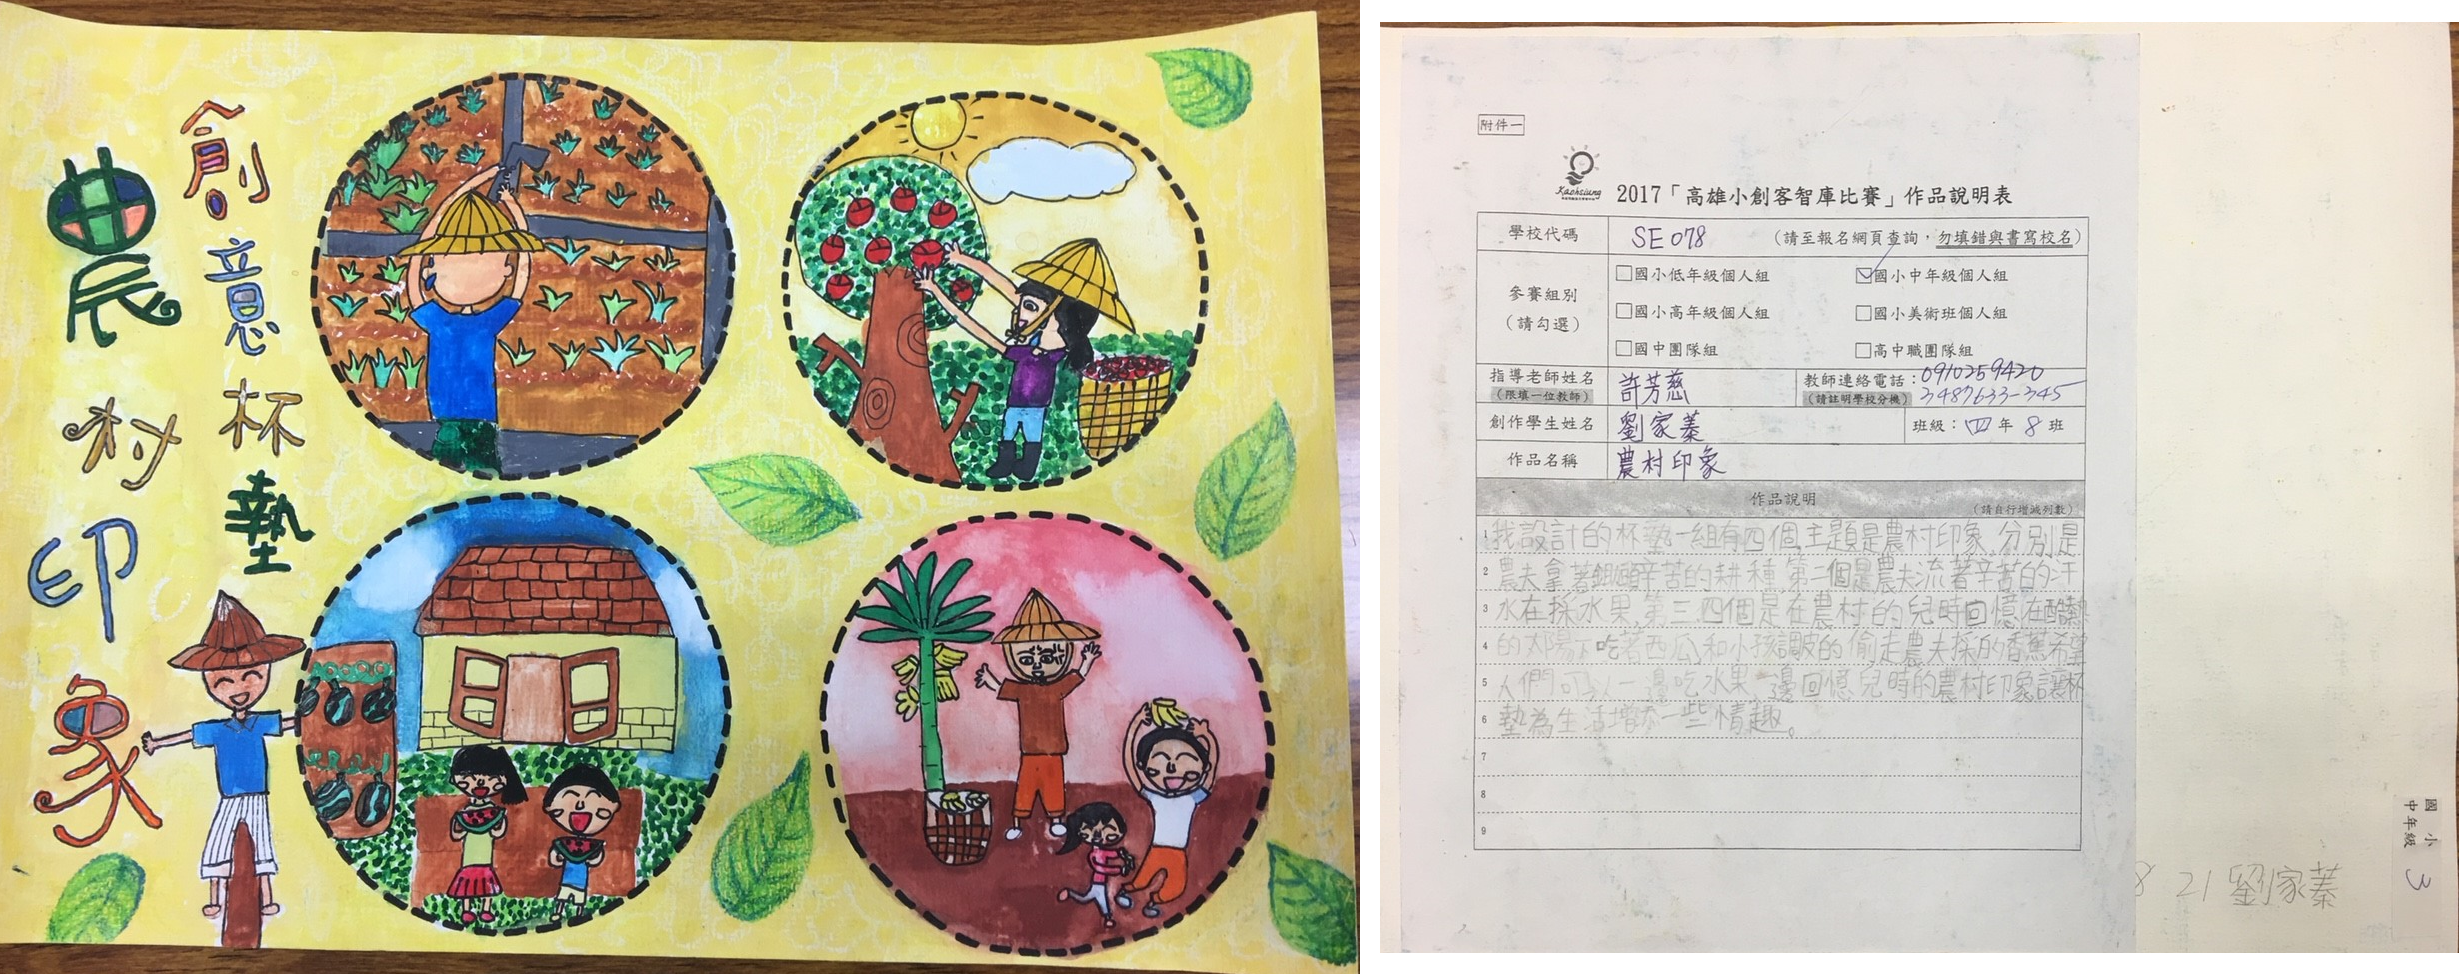 創意杯墊
農村印象
附件一
Kaohsiung
2017「高雄小創客智庫比賽」作品說明表
學校代碼 SE078 (請至報名網頁查詢，勿填錯與書寫校名)
參賽組別
(請勾選)
國小低年級個人組 國小中年級個人組
國小高年級個人組 國小美術班個人組
國中團隊組 高中職團隊組
指導老師姓名 許芳慈 教師連絡電話：0910259420
(限填一位教師) (請註明學校分機) 3487633-345
創作學生姓名 劉家蓁 班級：四年8班
作品名稱 農村印象
作品說明 (請自行增減列數)
1 我設計的杯墊一組有四個,主題是農村印象,分別是
2 農夫拿著鋤頭辛苦的耕種,第二個是農夫流著辛苦的汗
3 水在採水果,第三.四個是在農村的兒時回憶,在酷熱
4 的太陽下吃著西瓜,和小孩調皮的偷走農夫採的香蕉希望
5 人們可以一邊吃水果,邊回憶兒時的農村印象讓杯
6 墊為生活增添一些情趣。
7
8
9
國小
中年級
3
8 21 劉家蓁